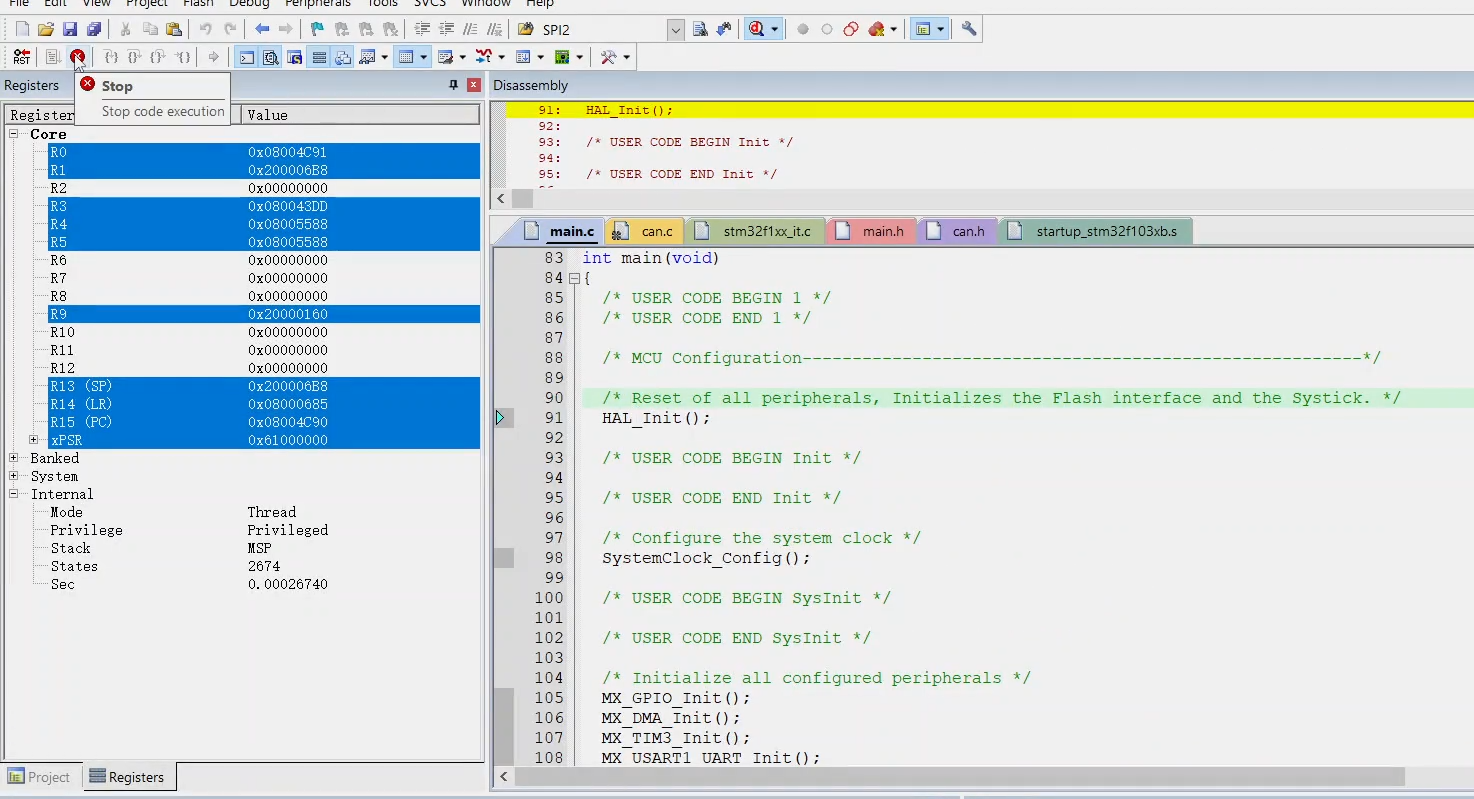 File Edit View Project Flash Debug Peripherals Tools SVCS Window Help
SPI2
RST
Registers
Stop
Stop code execution
Register Value
Core
R0 0x08004C91
R1 0x200006B8
R2 0x00000000
R3 0x080043DD
R4 0x08005588
R5 0x08005588
R6 0x00000000
R7 0x00000000
R8 0x00000000
R9 0x20000160
R10 0x00000000
R11 0x00000000
R12 0x00000000
R13 (SP) 0x200006B8
R14 (LR) 0x08000685
R15 (PC) 0x08004C90
xPSR 0x61000000
Banked
System
Internal
Mode Thread
Privilege Privileged
Stack MSP
States 2674
Sec 0.00026740
Project Registers
Disassembly
91: HAL_Init();
92:
93: /* USER CODE BEGIN Init */
94:
95: /* USER CODE END Init */
main.c can.c stm32f1xx_it.c main.h can.h startup_stm32f103xb.s
83 int main(void)
84 {
85 /* USER CODE BEGIN 1 */
86 /* USER CODE END 1 */
87
88 /* MCU Configuration--------------------------------------------------------*/
89
90 /* Reset of all peripherals, Initializes the Flash interface and the Systick. */
91 HAL_Init();
92
93 /* USER CODE BEGIN Init */
94
95 /* USER CODE END Init */
96
97 /* Configure the system clock */
98 SystemClock_Config();
99
100 /* USER CODE BEGIN SysInit */
101
102 /* USER CODE END SysInit */
103
104 /* Initialize all configured peripherals */
105 MX_GPIO_Init();
106 MX_DMA_Init();
107 MX_TIM3_Init();
108 MX_USART1_UART_Init();